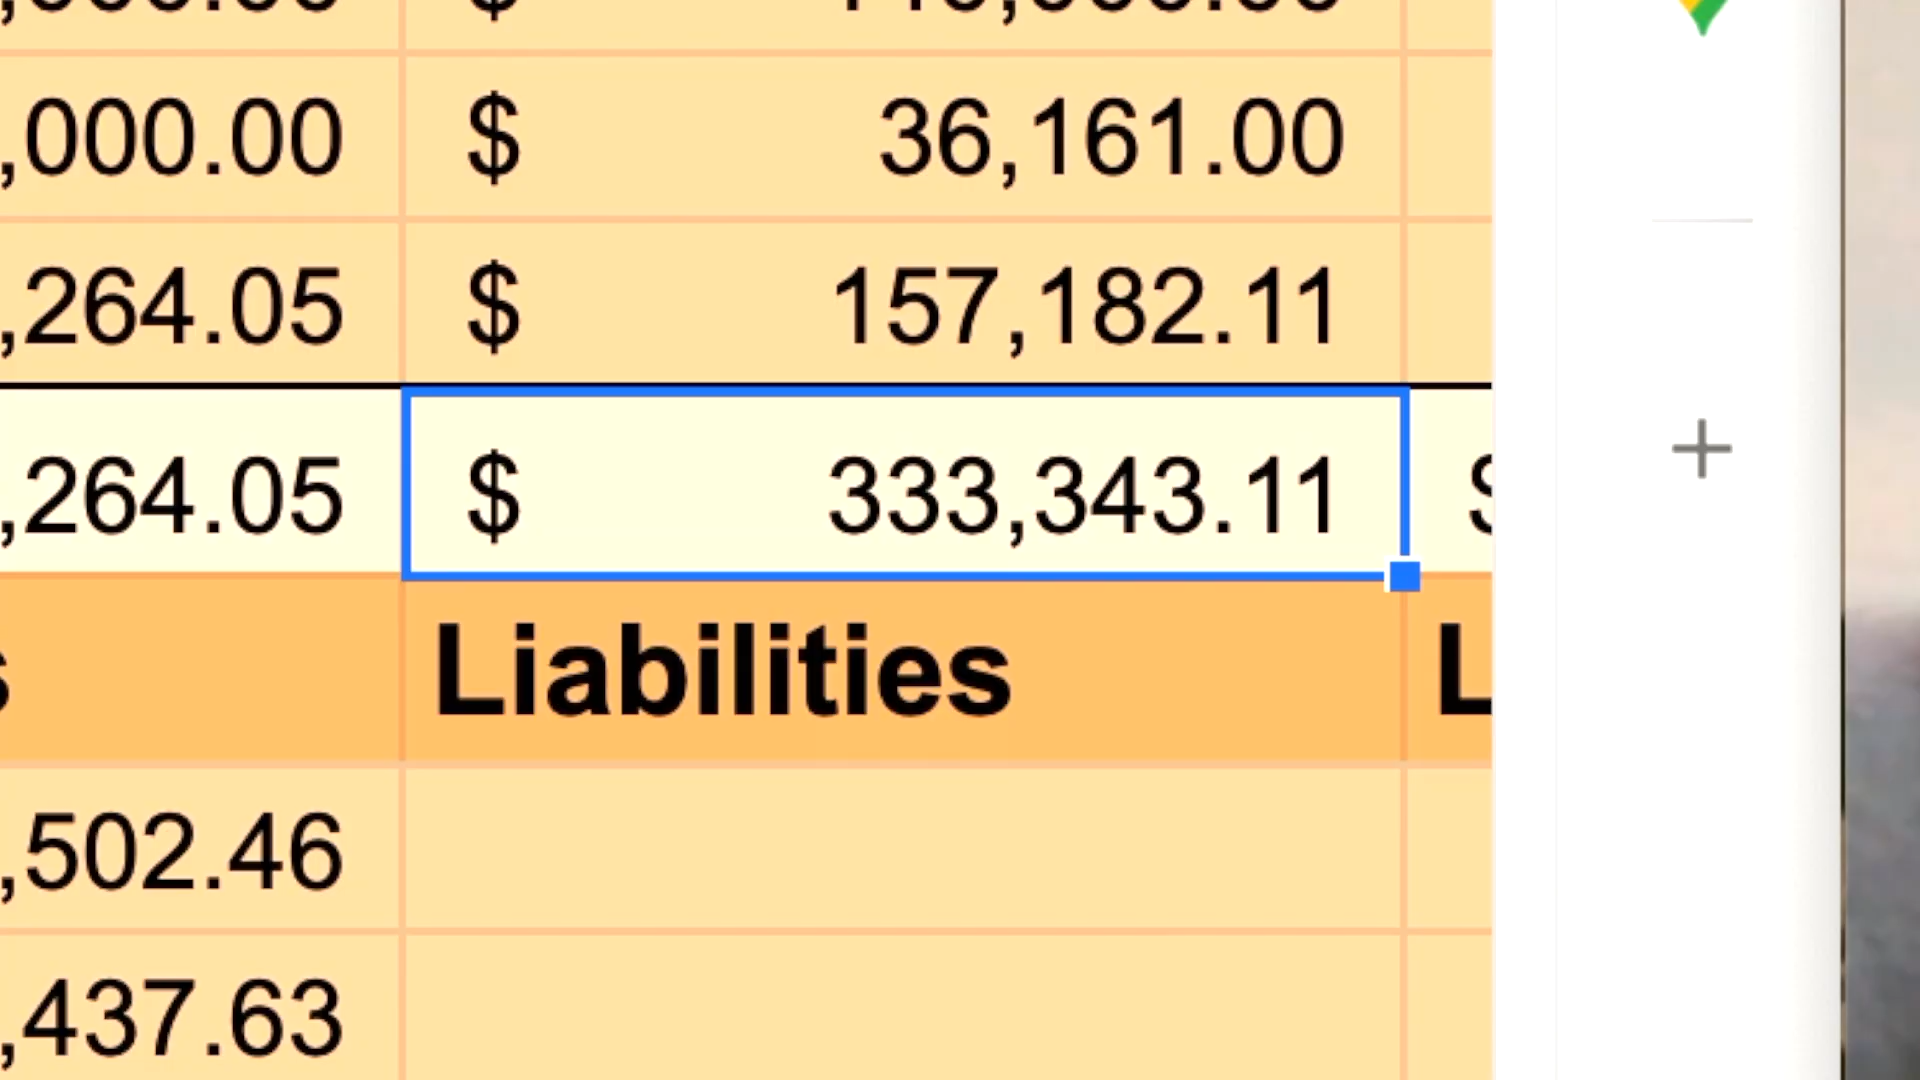 ,000.00 $ 36,161.00
,264.05 $ 157,182.11
,264.05 $ 333,343.11 $
s Liabilities L
,502.46
,437.63